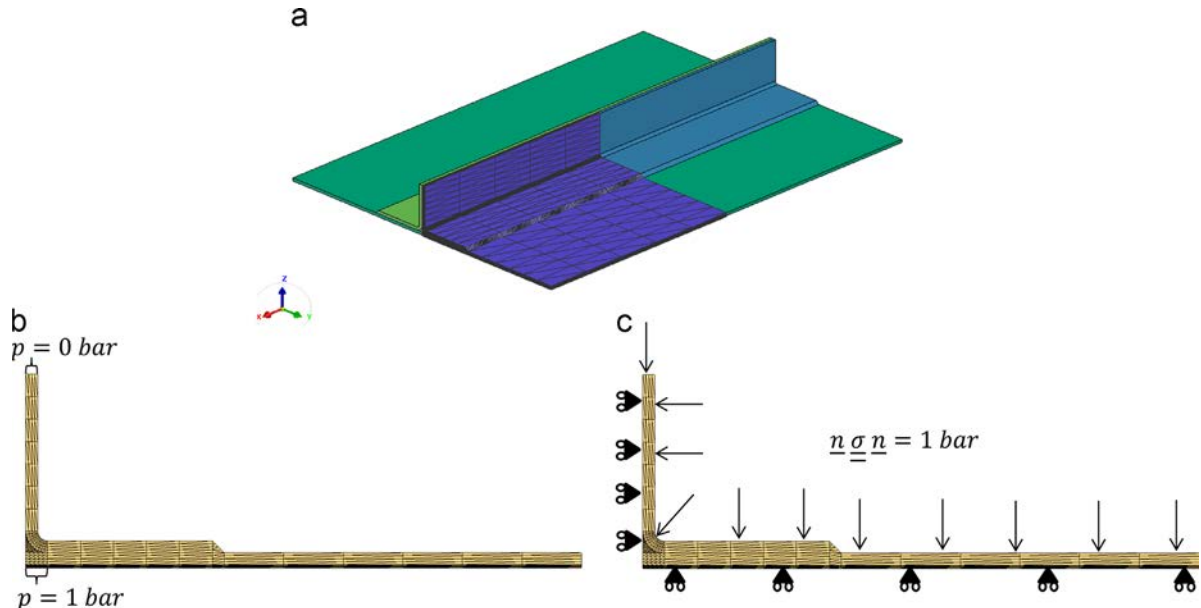 a
z
x
y
b
p = 0 bar
p = 1 bar
c
n σ n = 1 bar